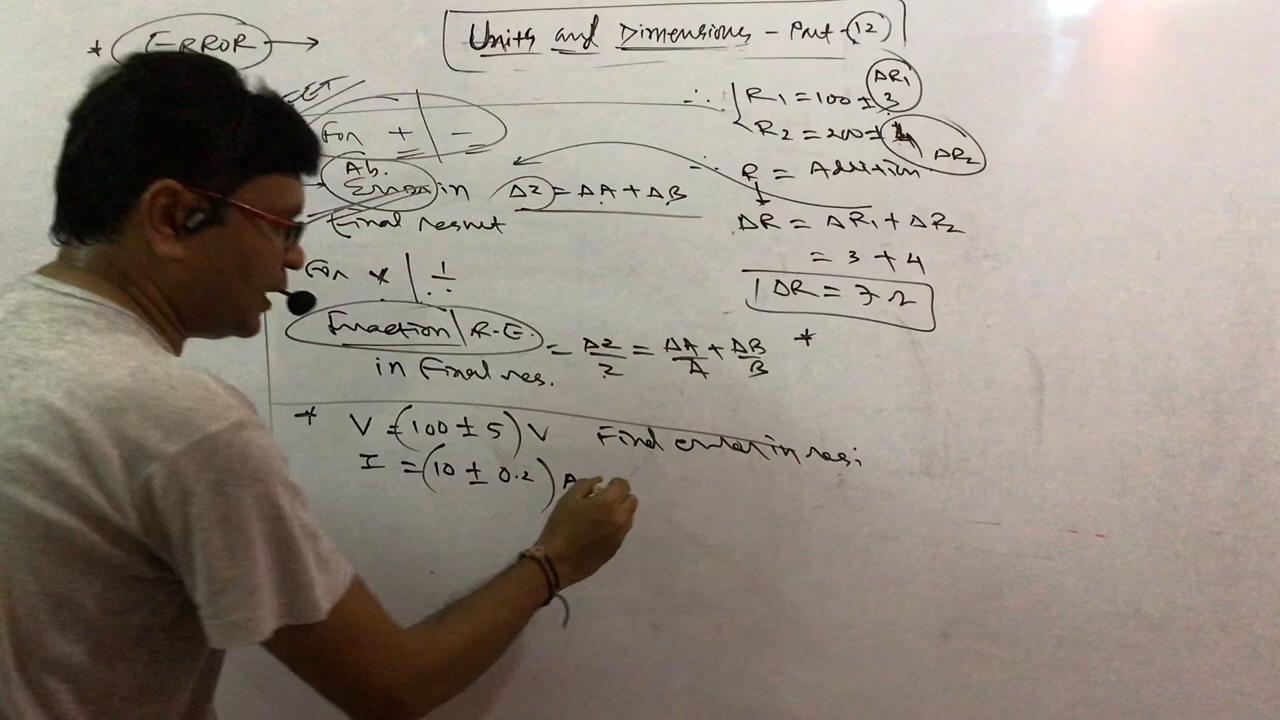 Units and Dimensions - Part - 12
* ERROR →
For + | -
Ab. Error in ΔZ = ΔA + ΔB
Final result
For × | ÷
Fraction | R.E. = ΔZ/Z = ΔA/A + ΔB/B *
in Final res.
∴ R1 = 100 ± 3 ΔR1
R2 = 200 ± 4 ΔR2
∴ R = Addition
ΔR = ΔR1 + ΔR2
= 3 + 4
ΔR = 7 Ω
* V = (100 ± 5) V Find error in res;
I = (10 ± 0.2) A